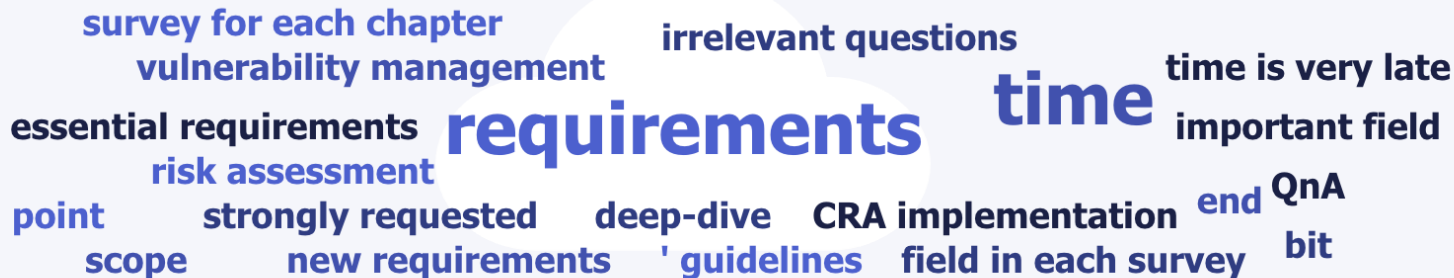 survey for each chapter
irrelevant questions
vulnerability management
time is very late
time
essential requirements
requirements
important field
risk assessment
QnA
end
point
strongly requested
deep-dive
CRA implementation
bit
scope
new requirements
' guidelines
field in each survey